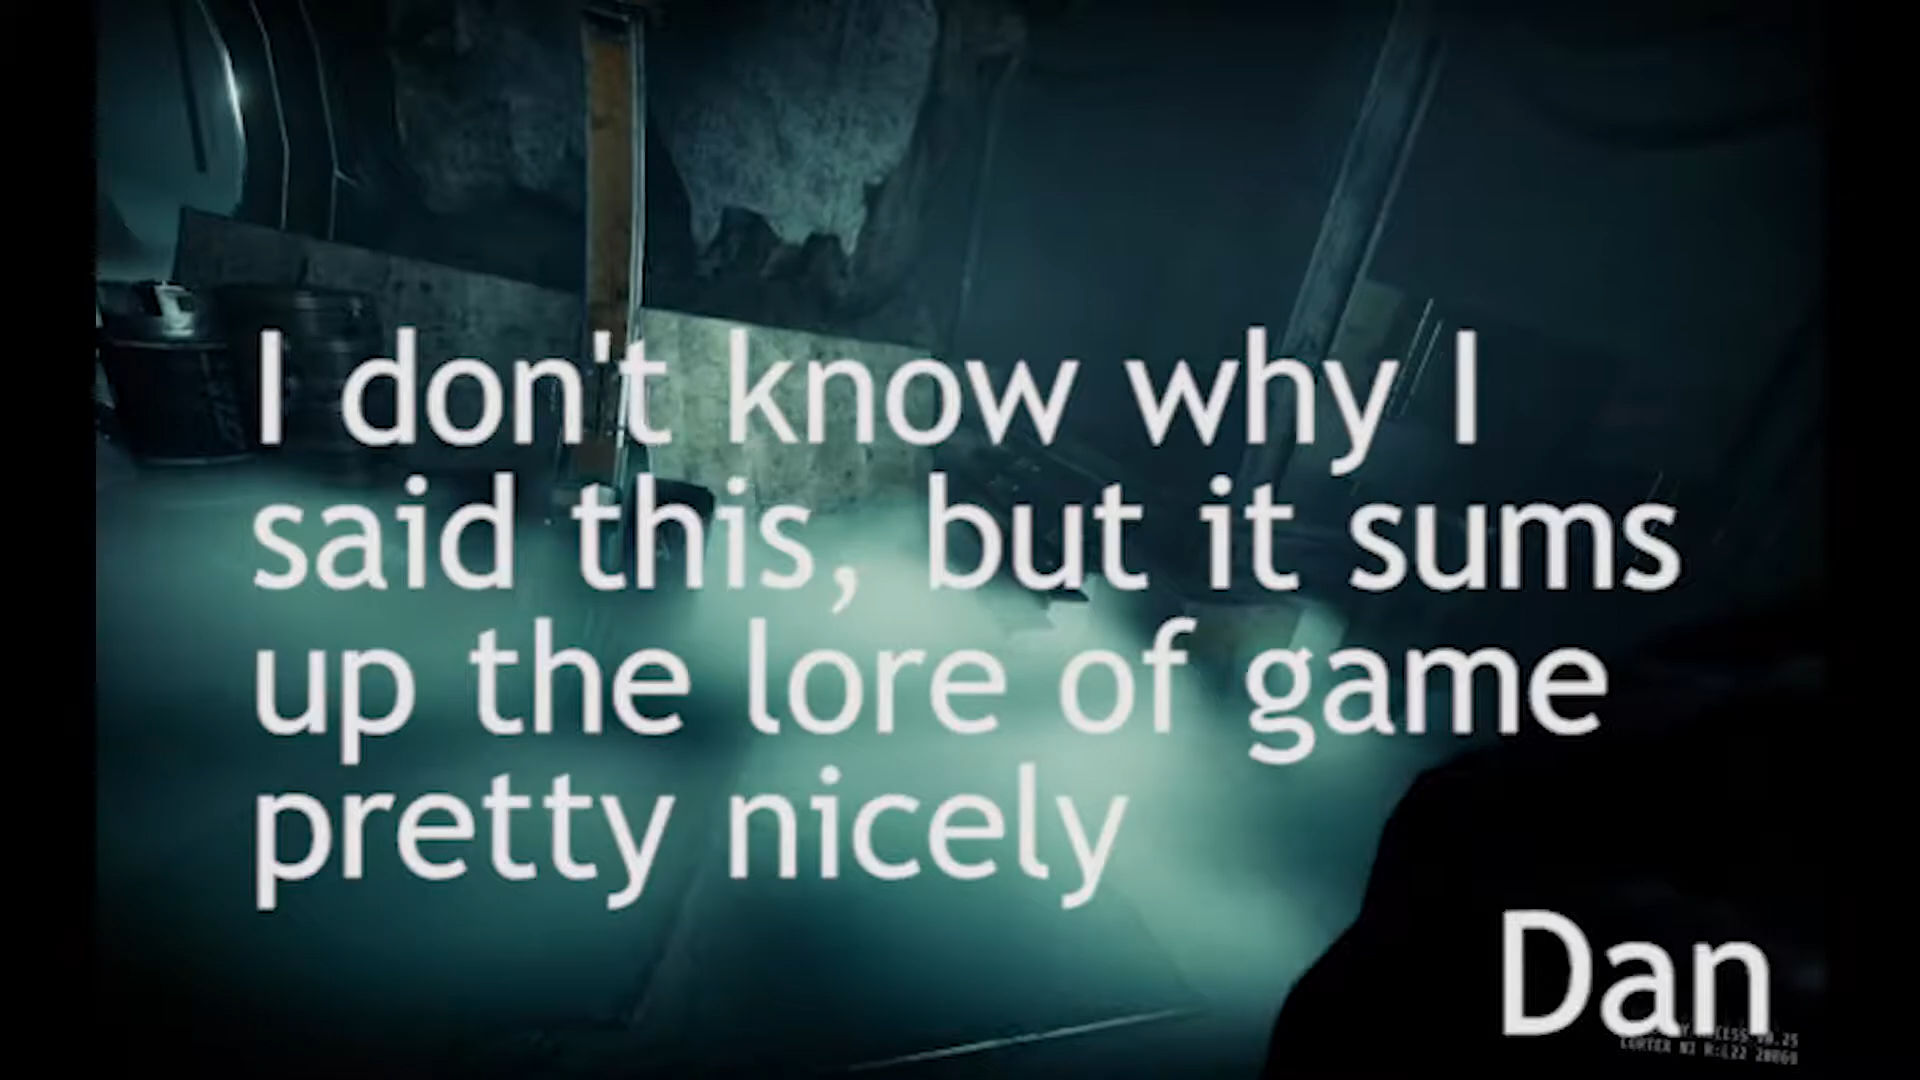 I don't know why I
said this, but it sums
up the lore of game
pretty nicely
Dan